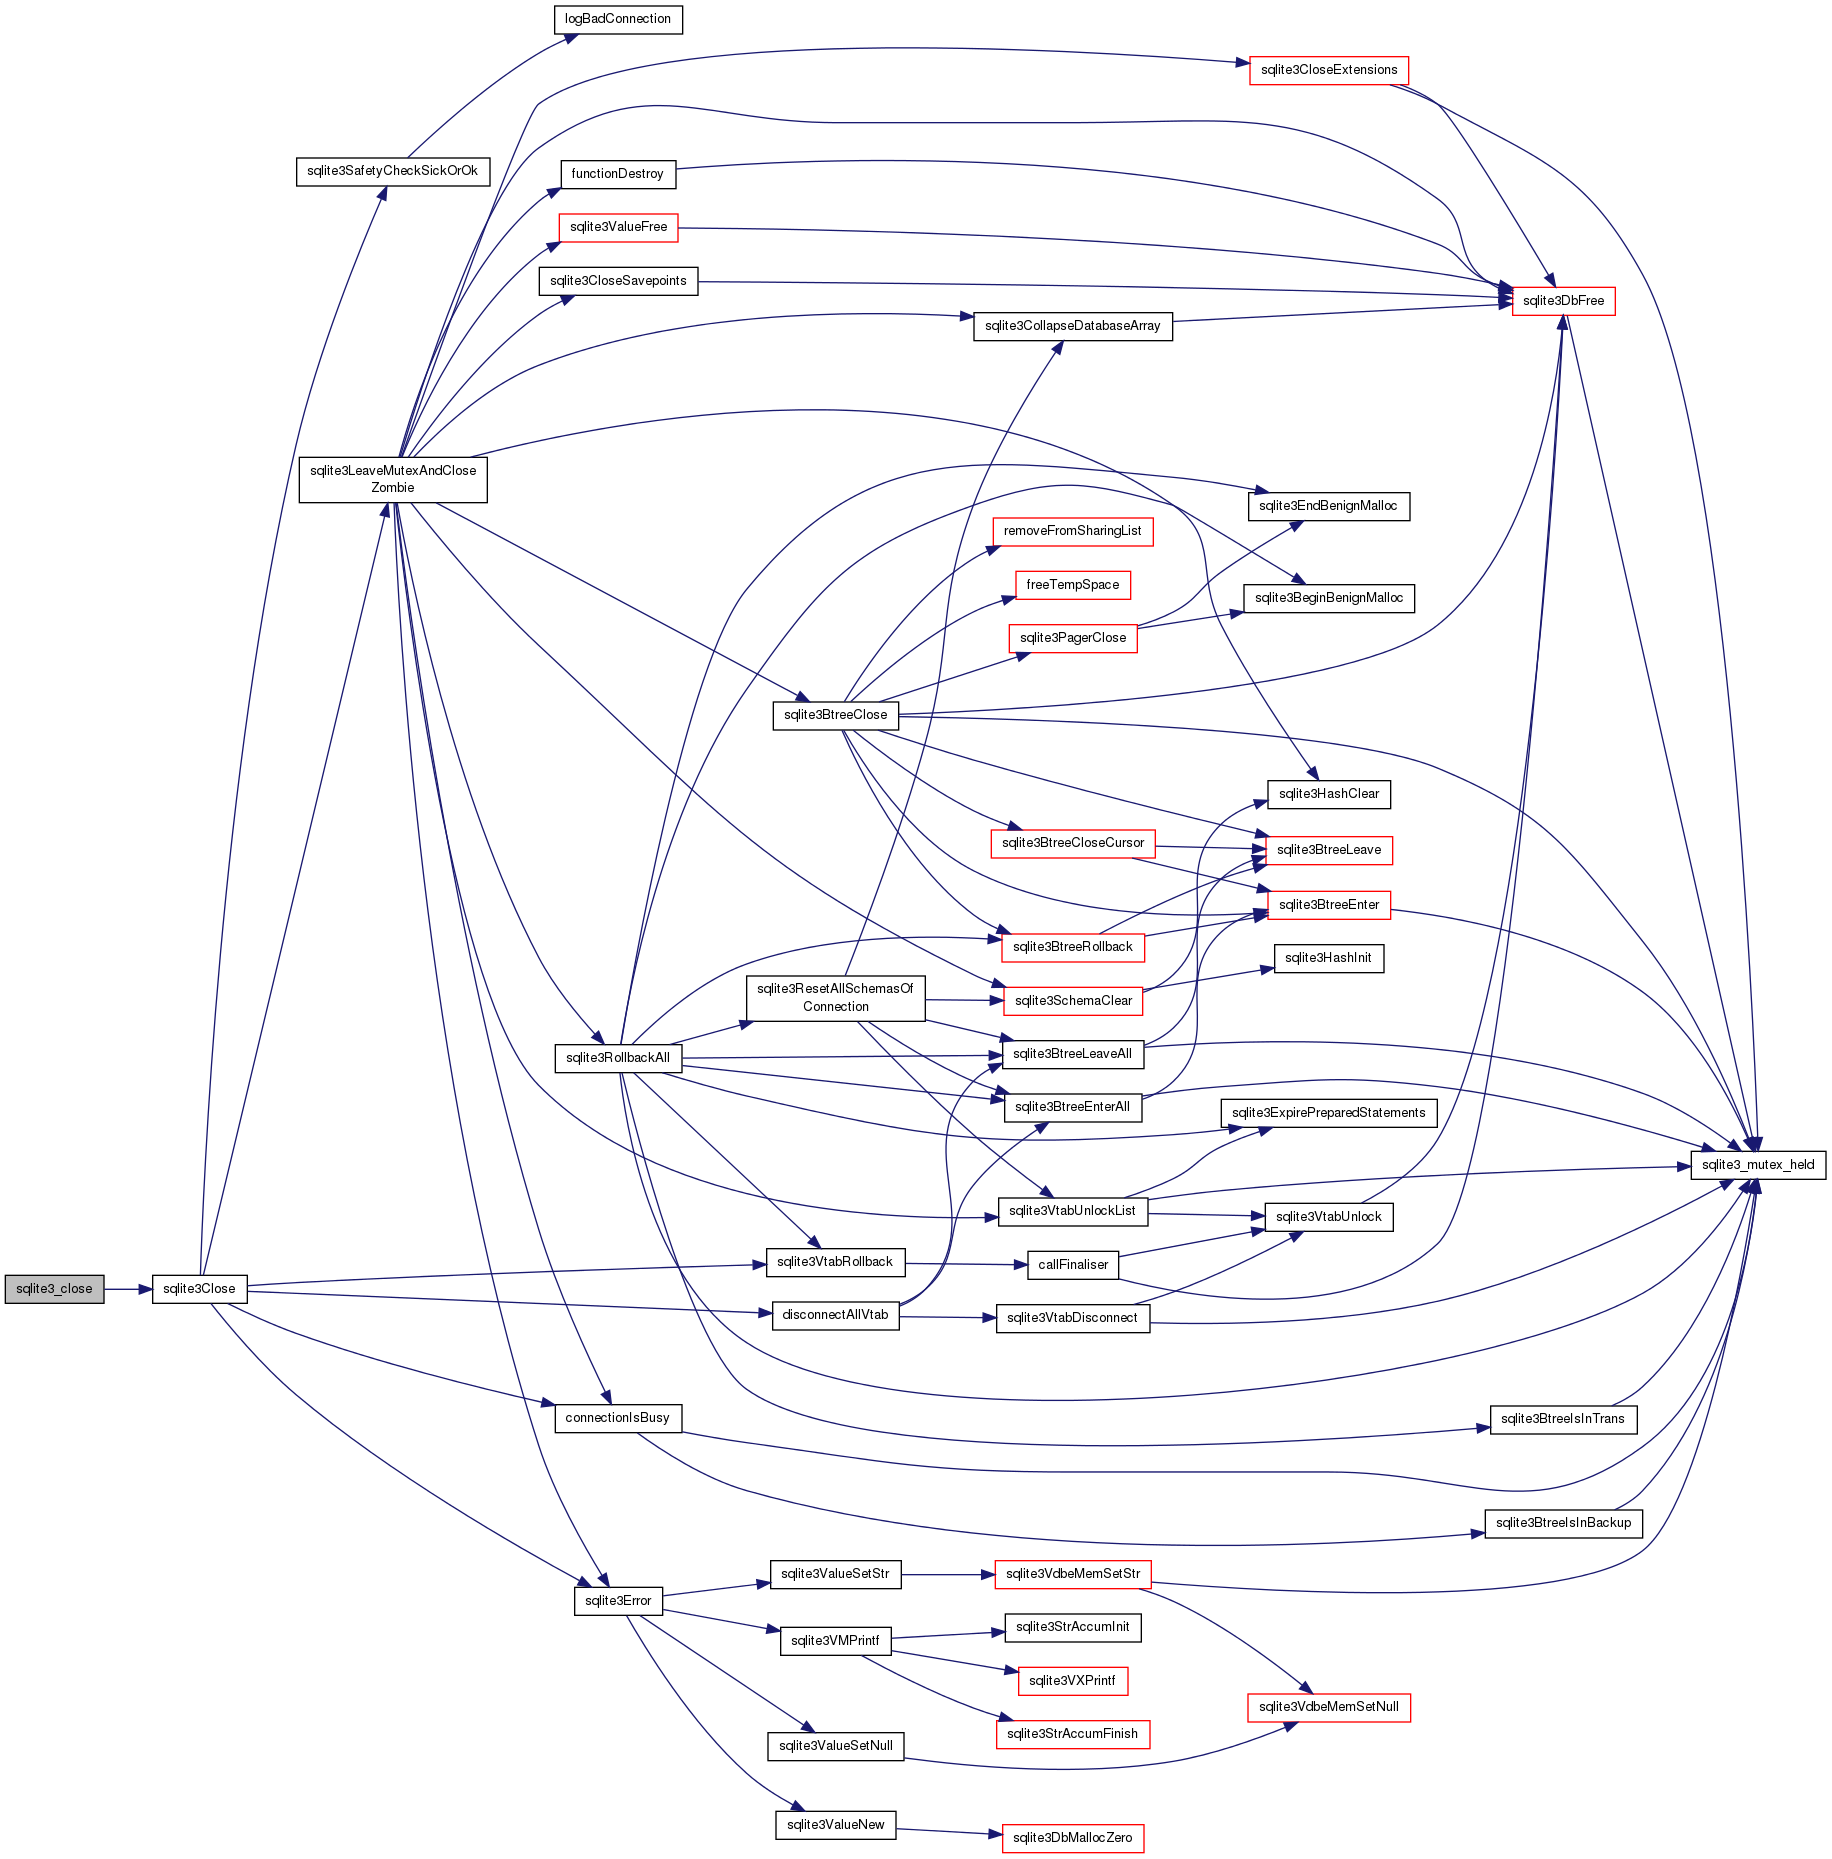 logBadConnection
sqlite3CloseExtensions
sqlite3SafetyCheckSickOrOk
functionDestroy
sqlite3ValueFree
sqlite3CloseSavepoints
sqlite3DbFree
sqlite3CollapseDatabaseArray
sqlite3LeaveMutexAndClose
Zombie
sqlite3EndBenignMalloc
removeFromSharingList
freeTempSpace
sqlite3BeginBenignMalloc
sqlite3PagerClose
sqlite3BtreeClose
sqlite3HashClear
sqlite3BtreeCloseCursor
sqlite3BtreeLeave
sqlite3BtreeEnter
sqlite3BtreeRollback
sqlite3HashInit
sqlite3ResetAllSchemasOf
Connection
sqlite3SchemaClear
sqlite3RollbackAll
sqlite3BtreeLeaveAll
sqlite3BtreeEnterAll
sqlite3ExpirePreparedStatements
sqlite3_mutex_held
sqlite3VtabUnlockList
sqlite3VtabUnlock
sqlite3VtabRollback
callFinaliser
sqlite3_close
sqlite3Close
disconnectAllVtab
sqlite3VtabDisconnect
connectionIsBusy
sqlite3BtreeIsInTrans
sqlite3BtreeIsInBackup
sqlite3ValueSetStr
sqlite3VdbeMemSetStr
sqlite3Error
sqlite3StrAccumInit
sqlite3VMPrintf
sqlite3VXPrintf
sqlite3VdbeMemSetNull
sqlite3StrAccumFinish
sqlite3ValueSetNull
sqlite3ValueNew
sqlite3DbMallocZero